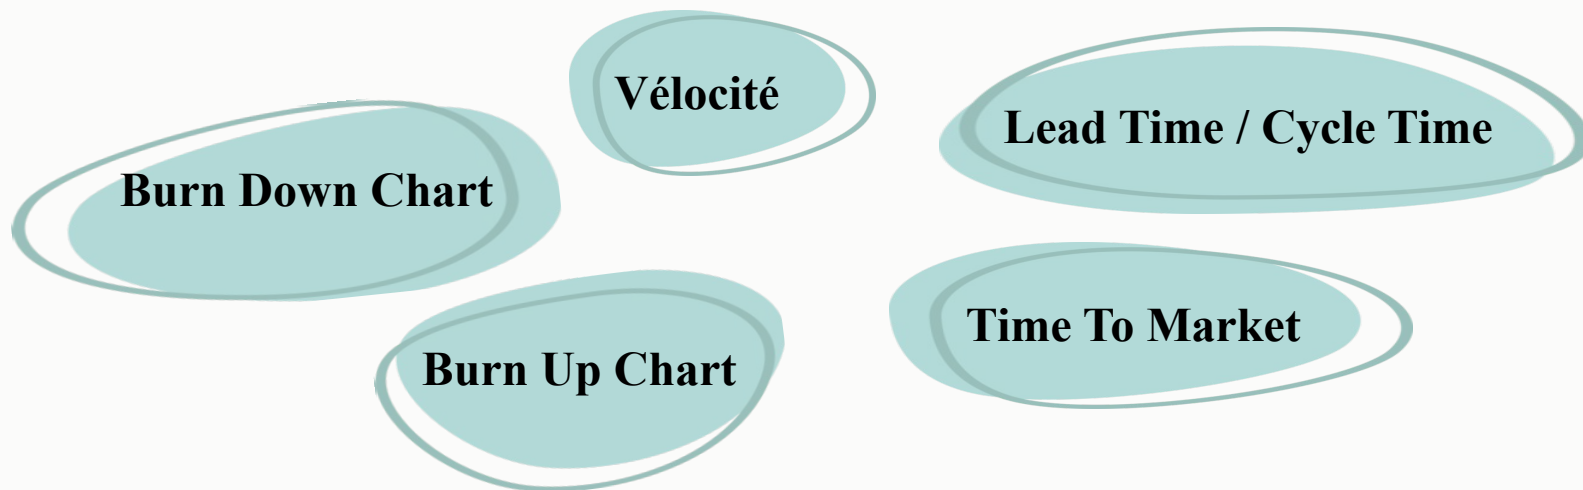 Vélocité
Lead Time / Cycle Time
Burn Down Chart
Time To Market
Burn Up Chart